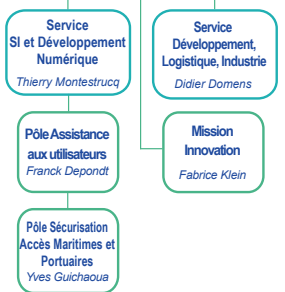 Service
SI et Développement
Numérique
Thierry Montestrucq
Service
Développement,
Logistique, Industrie
Didier Domens
Pôle Assistance
aux utilisateurs
Franck Depondt
Mission
Innovation
Fabrice Klein
Pôle Sécurisation
Accès Maritimes et
Portuaires
Yves Guichaoua